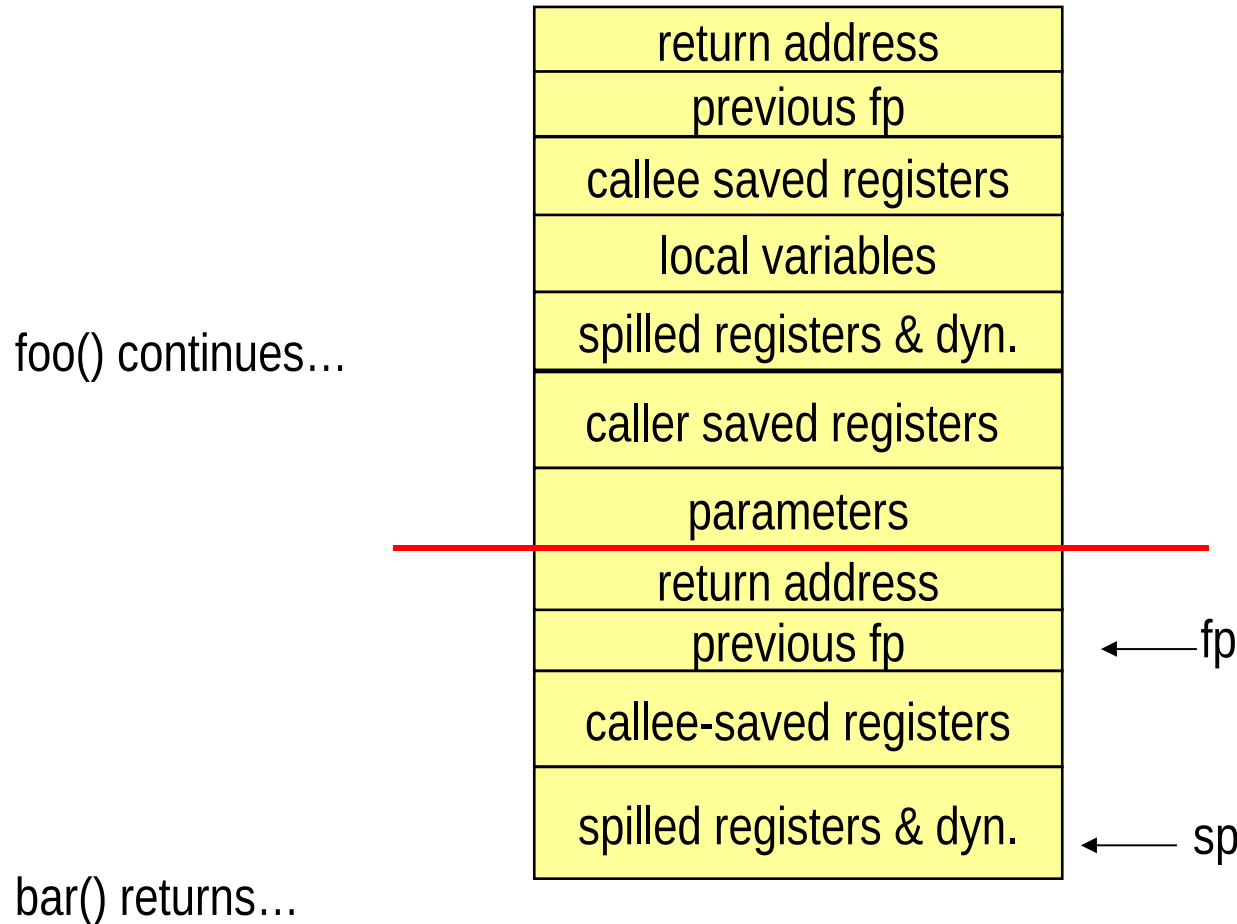 return address
previous fp
callee saved registers
local variables
spilled registers & dyn.
foo() continues…
caller saved registers
parameters
return address
previous fp
fp
callee-saved registers
spilled registers & dyn.
sp
bar() returns…